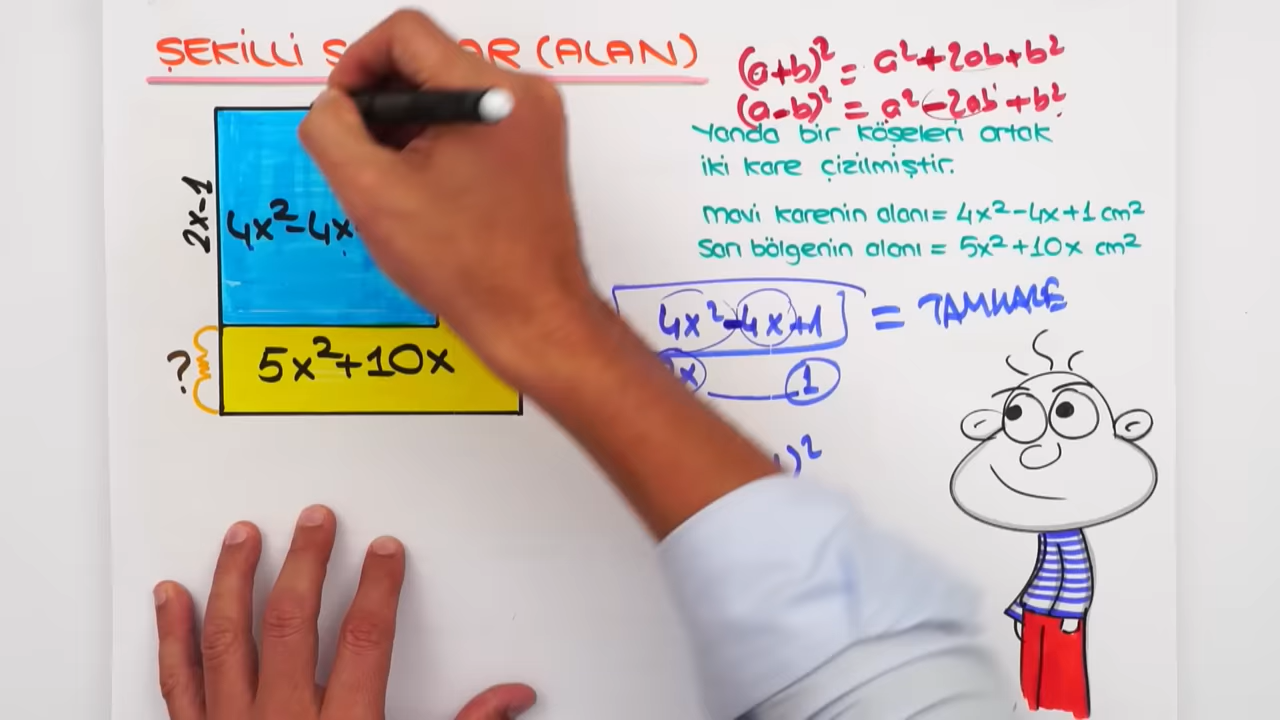 ŞEKİLLİ (ALAN)
(a+b)² = a²+2ab+b²
(a-b)² = a²-2ab+b²
Yanda bir köşeleri ortak
iki kare çizilmiştir.
mavi karenin alanı= 4x²-4x+1 cm²
Sarı bölgenin alanı = 5x²+10x cm²
2x-1
4x²-4x
4x²-4x+1 = TAMKARE
?
5x²+10x
1
)²